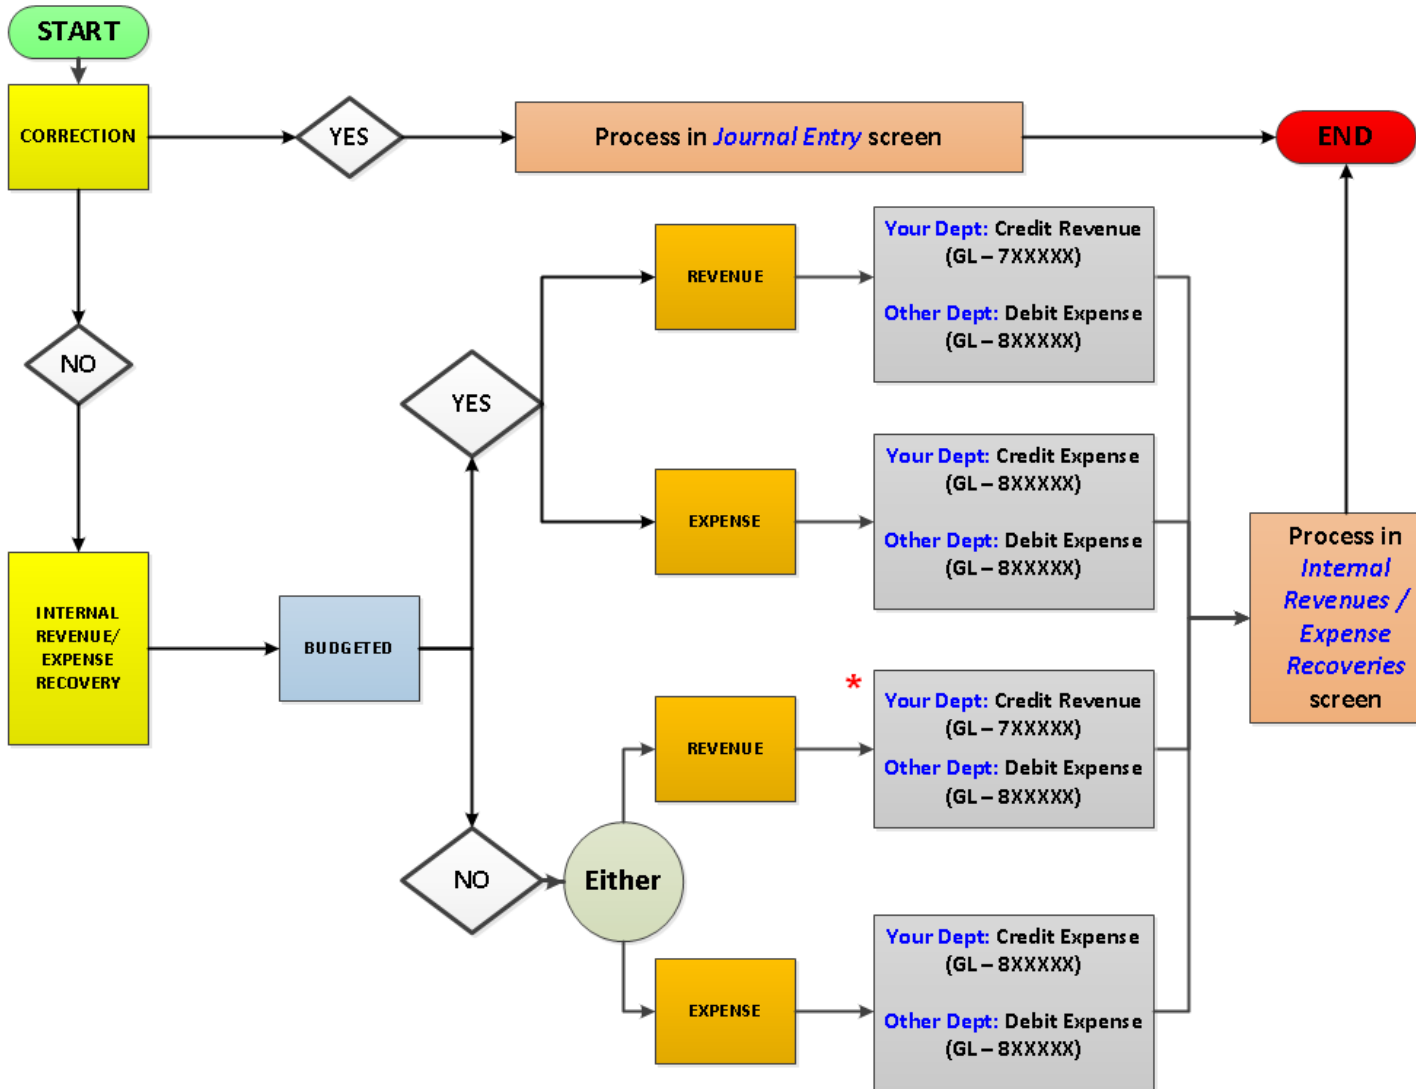 START
CORRECTION
YES
Process in Journal Entry screen
END
NO
YES
REVENUE
Your Dept: Credit Revenue
(GL – 7XXXXX)
Other Dept: Debit Expense
(GL – 8XXXXX)
EXPENSE
Your Dept: Credit Expense
(GL – 8XXXXX)
Other Dept: Debit Expense
(GL – 8XXXXX)
Process in
Internal
Revenues /
Expense
Recoveries
screen
INTERNAL
REVENUE/
EXPENSE
RECOVERY
BUDGETED
REVENUE
*
Your Dept: Credit Revenue
(GL – 7XXXXX)
Other Dept: Debit Expense
(GL – 8XXXXX)
NO
Either
EXPENSE
Your Dept: Credit Expense
(GL – 8XXXXX)
Other Dept: Debit Expense
(GL – 8XXXXX)